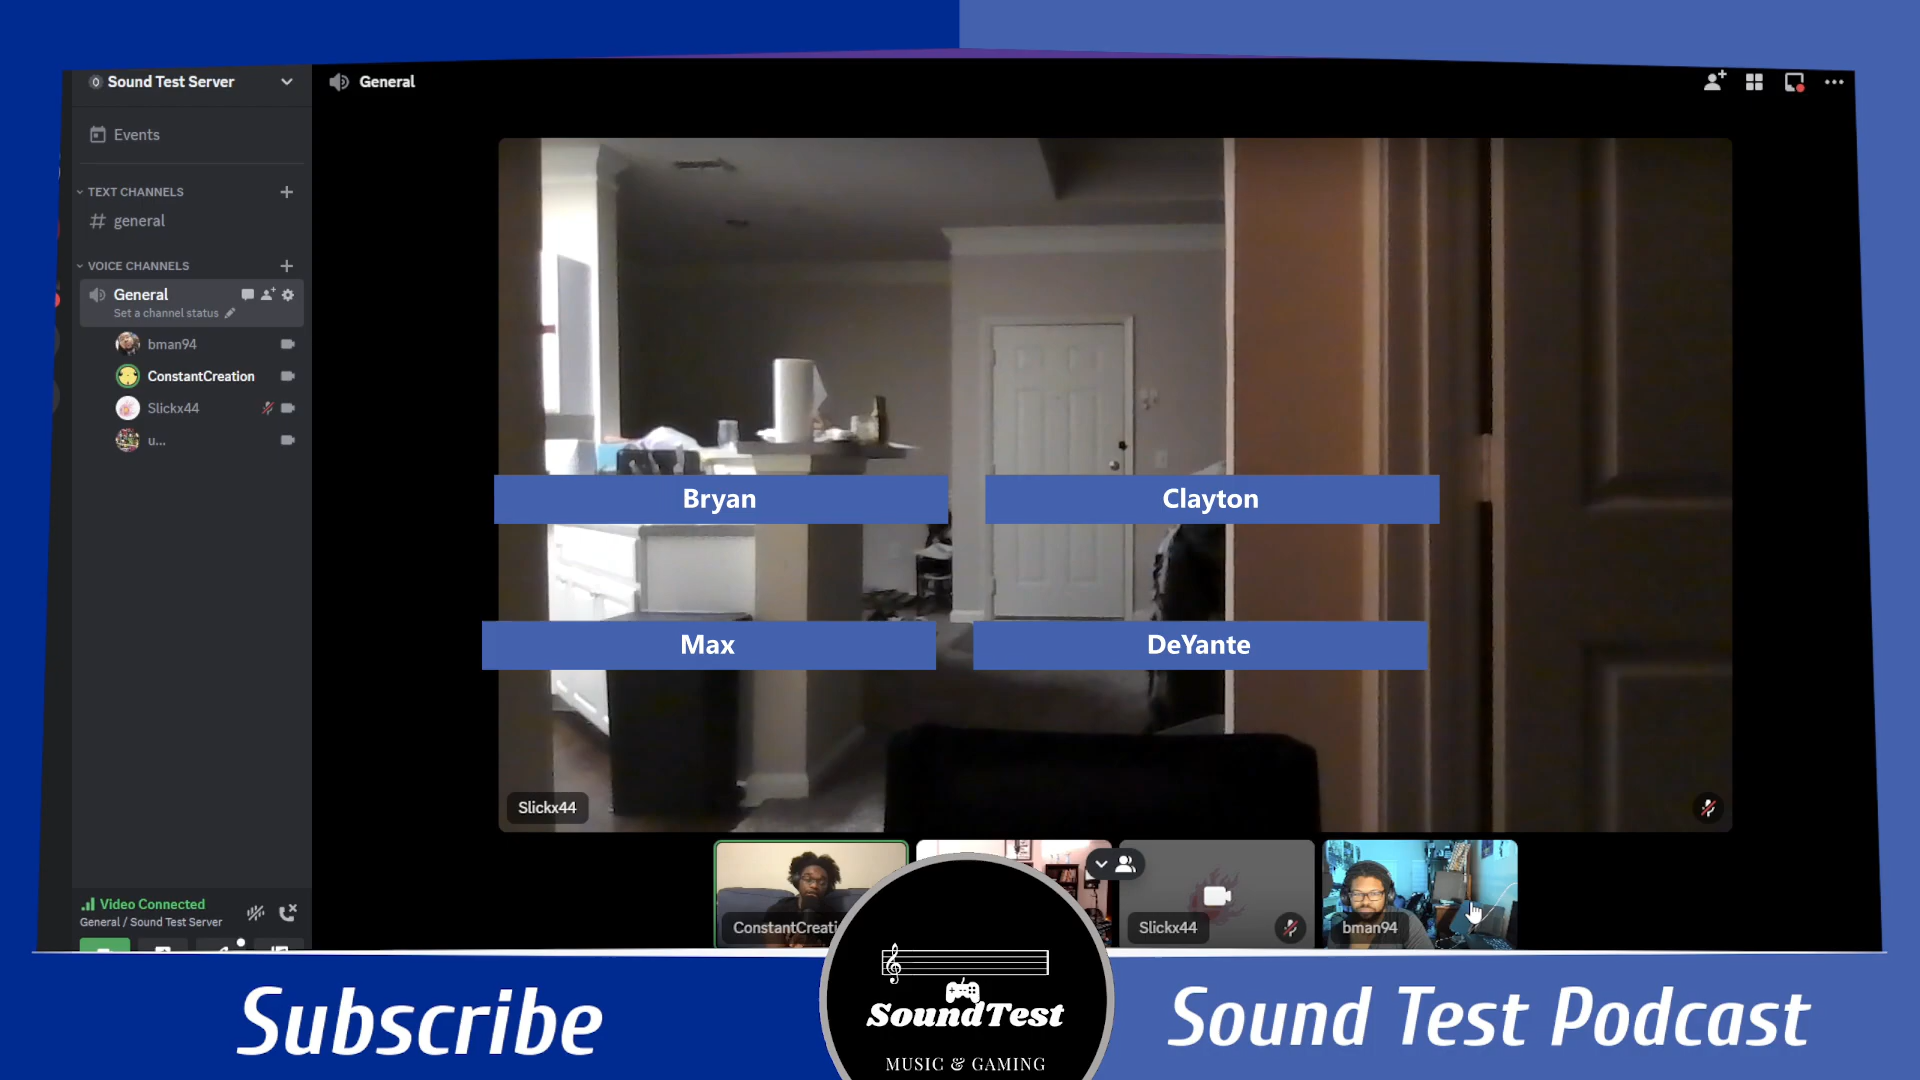 Sound Test Server
General
Events
TEXT CHANNELS
general
VOICE CHANNELS
General
Set a channel status
bman94
ConstantCreation
Slickx44
u...
Bryan
Clayton
Max
DeYante
Slickx44
ConstantCreati
Slickx44
bman94
Video Connected
General / Sound Test Server
SoundTest
MUSIC & GAMING
Subscribe
Sound Test Podcast